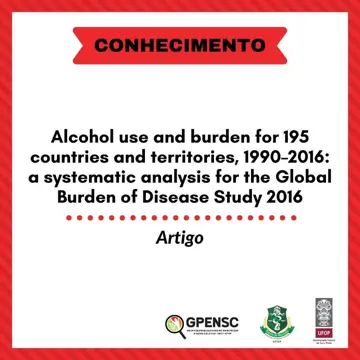 CONHECIMENTO
Alcohol use and burden for 195
countries and territories, 1990–2016:
a systematic analysis for the Global
Burden of Disease Study 2016
Artigo
GPENSC
UFOP